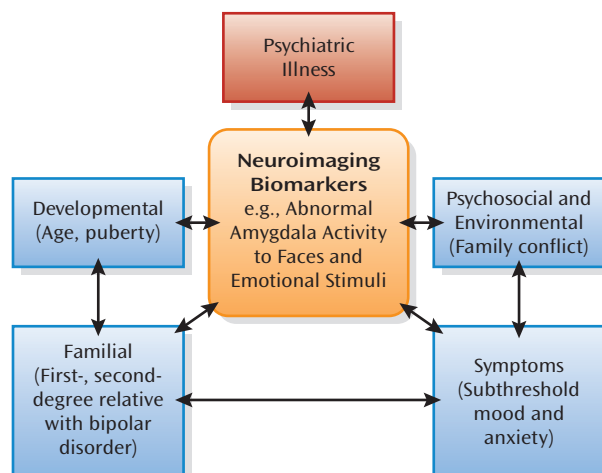 Psychiatric
Illness
Neuroimaging
Biomarkers
e.g., Abnormal
Amygdala Activity
to Faces and
Emotional Stimuli
Developmental
(Age, puberty)
Psychosocial and
Environmental
(Family conflict)
Familial
(First-, second-
degree relative
with bipolar
disorder)
Symptoms
(Subthreshold
mood and
anxiety)